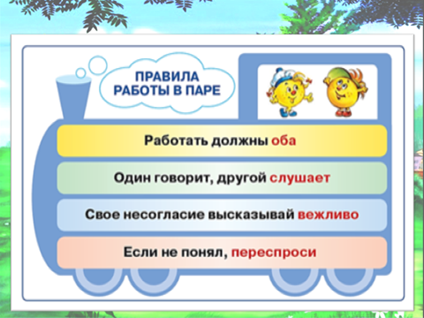 ПРАВИЛА
РАБОТЫ В ПАРЕ
Работать должны оба
Один говорит, другой слушает
Свое несогласие высказывай вежливо
Если не понял, переспроси